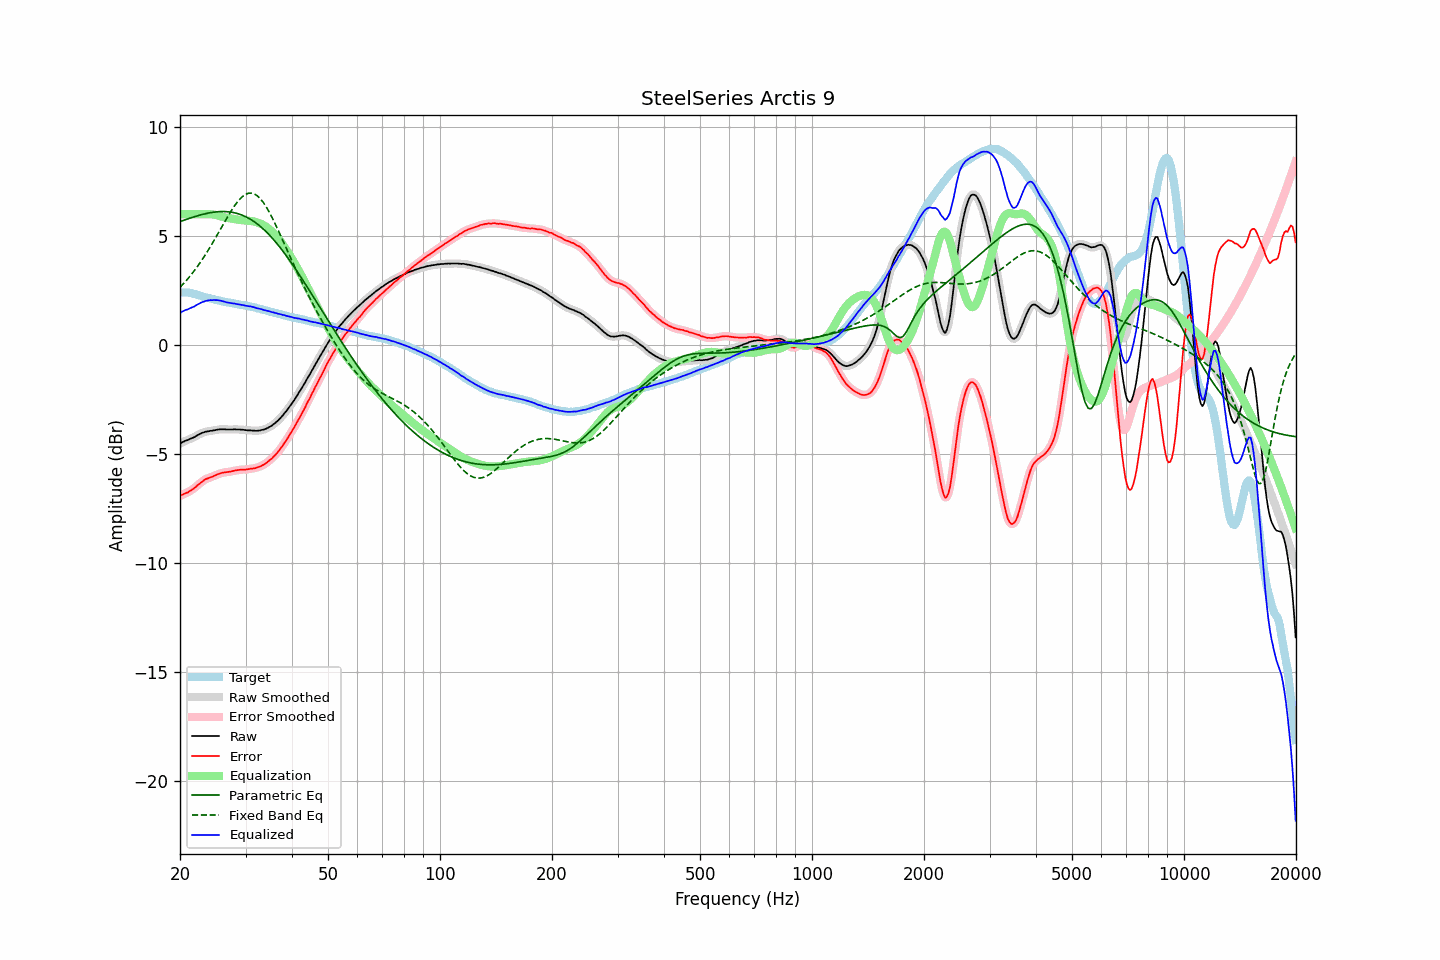 SteelSeries Arctis 9
Amplitude (dBr)
10
5
0
−5
−10
−15
−20
Target
Raw Smoothed
Error Smoothed
Raw
Error
Equalization
Parametric Eq
Fixed Band Eq
Equalized
20 50 100 200 500 1000 2000 5000 10000 20000
Frequency (Hz)